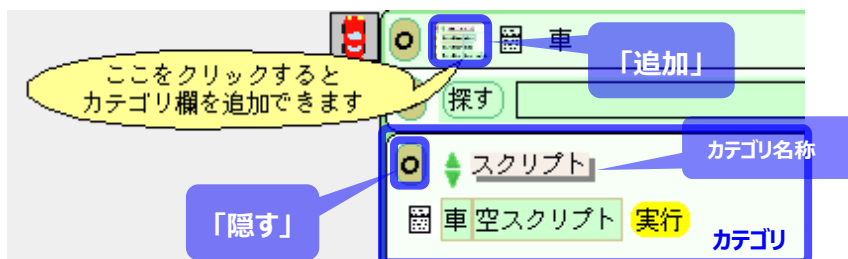 車
「追加」
ここをクリックすると
カテゴリ欄を追加できます
探す
カテゴリ名称
スクリプト
「隠す」
車 空スクリプト 実行
カテゴリ